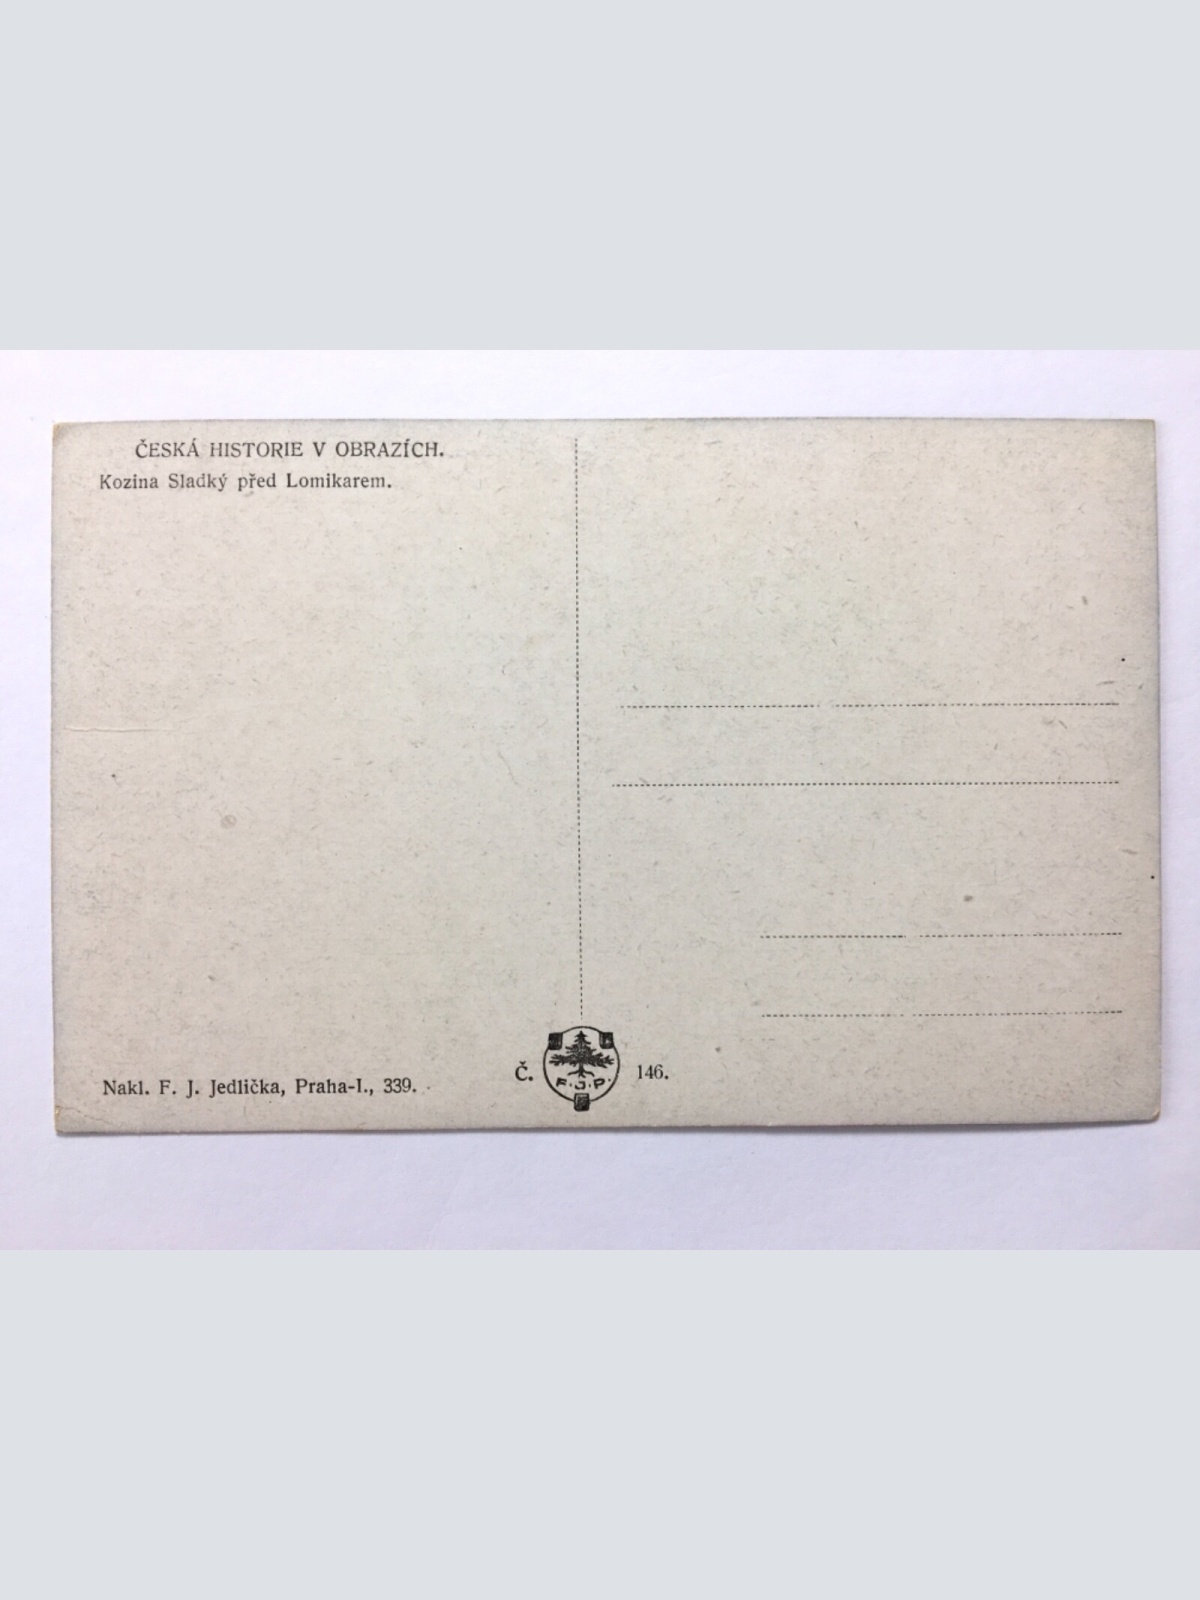 ČESKÁ HISTORIE V OBRAZÍCH.
Kozina Sladký před Lomikarem.
Nakl. F. J. Jedlička, Praha-I., 339.
Č. 146.
F. J. P.